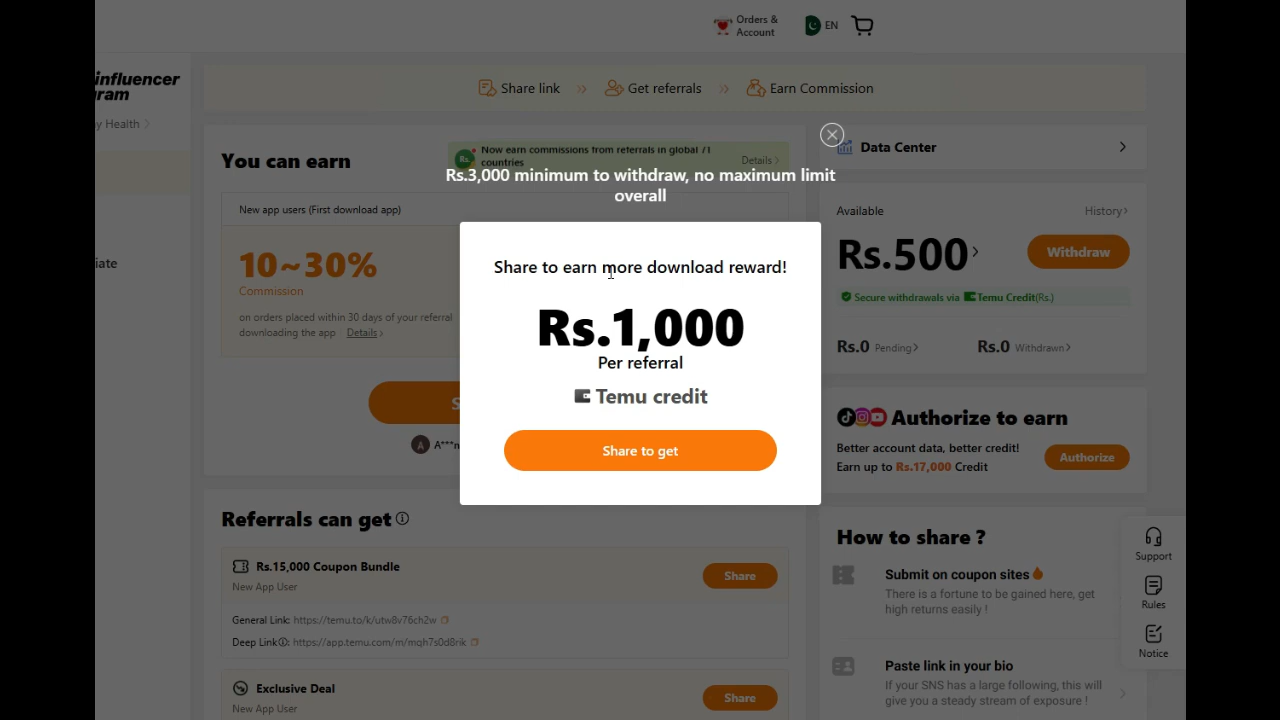 Orders &
Account
EN
influencer
ram
y Health >
iate
Share link
Get referrals
Earn Commission
You can earn
Rs. Now earn commissions from referrals in global 71
countries
Details >
New app users (First download app)
10~30%
Commission
on orders placed within 30 days of your referral
downloading the app | Details >
S
A A***n
Rs.3,000 minimum to withdraw, no maximum limit
overall
Share to earn more download reward!
Rs.1,000
Per referral
Temu credit
Share to get
Data Center
Available
History>
Rs.500
Withdraw
Secure withdrawals via Temu Credit(Rs.)
Rs.0 Pending>
Rs.0 Withdrawn>
Authorize to earn
Better account data, better credit!
Earn up to Rs.17,000 Credit
Authorize
Referrals can get
Rs.15,000 Coupon Bundle
New App User
Share
General Link: https://temu.to/k/utw8v76ch2w
Deep Link: https://app.temu.com/m/mqh7s0d8rik
Exclusive Deal
New App User
Share
How to share ?
Submit on coupon sites
There is a fortune to be gained here, get
high returns easily !
Paste link in your bio
If your SNS has a large following, this will
give you a steady stream of exposure !
Support
Rules
Notice